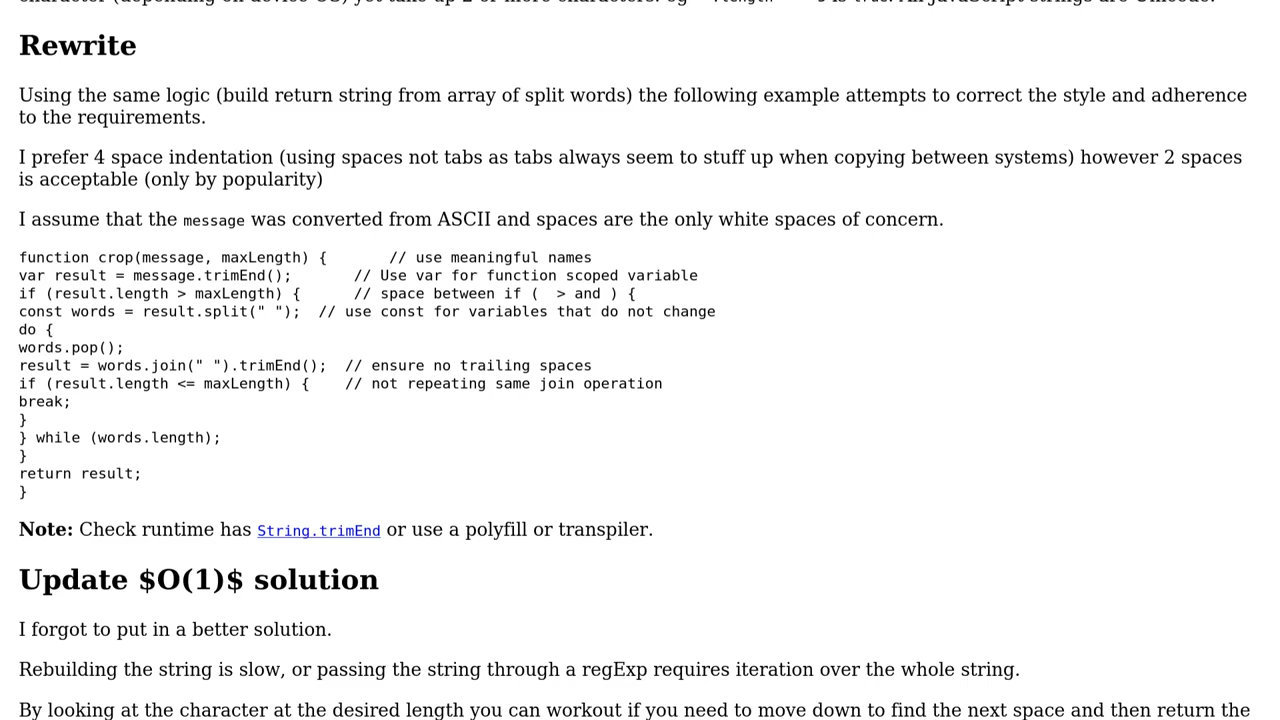 Rewrite
Using the same logic (build return string from array of split words) the following example attempts to correct the style and adherence
to the requirements.
I prefer 4 space indentation (using spaces not tabs as tabs always seem to stuff up when copying between systems) however 2 spaces
is acceptable (only by popularity)
I assume that the message was converted from ASCII and spaces are the only white spaces of concern.
function crop(message, maxLength) {       // use meaningful names
var result = message.trimEnd();       // Use var for function scoped variable
if (result.length > maxLength) {      // space between if (  > and ) {
const words = result.split(" ");  // use const for variables that do not change
do {
words.pop();
result = words.join(" ").trimEnd();  // ensure no trailing spaces
if (result.length <= maxLength) {    // not repeating same join operation
break;
}
} while (words.length);
}
return result;
}
Note: Check runtime has String.trimEnd or use a polyfill or transpiler.
Update $O(1)$ solution
I forgot to put in a better solution.
Rebuilding the string is slow, or passing the string through a regExp requires iteration over the whole string.
By looking at the character at the desired length you can workout if you need to move down to find the next space and then return the